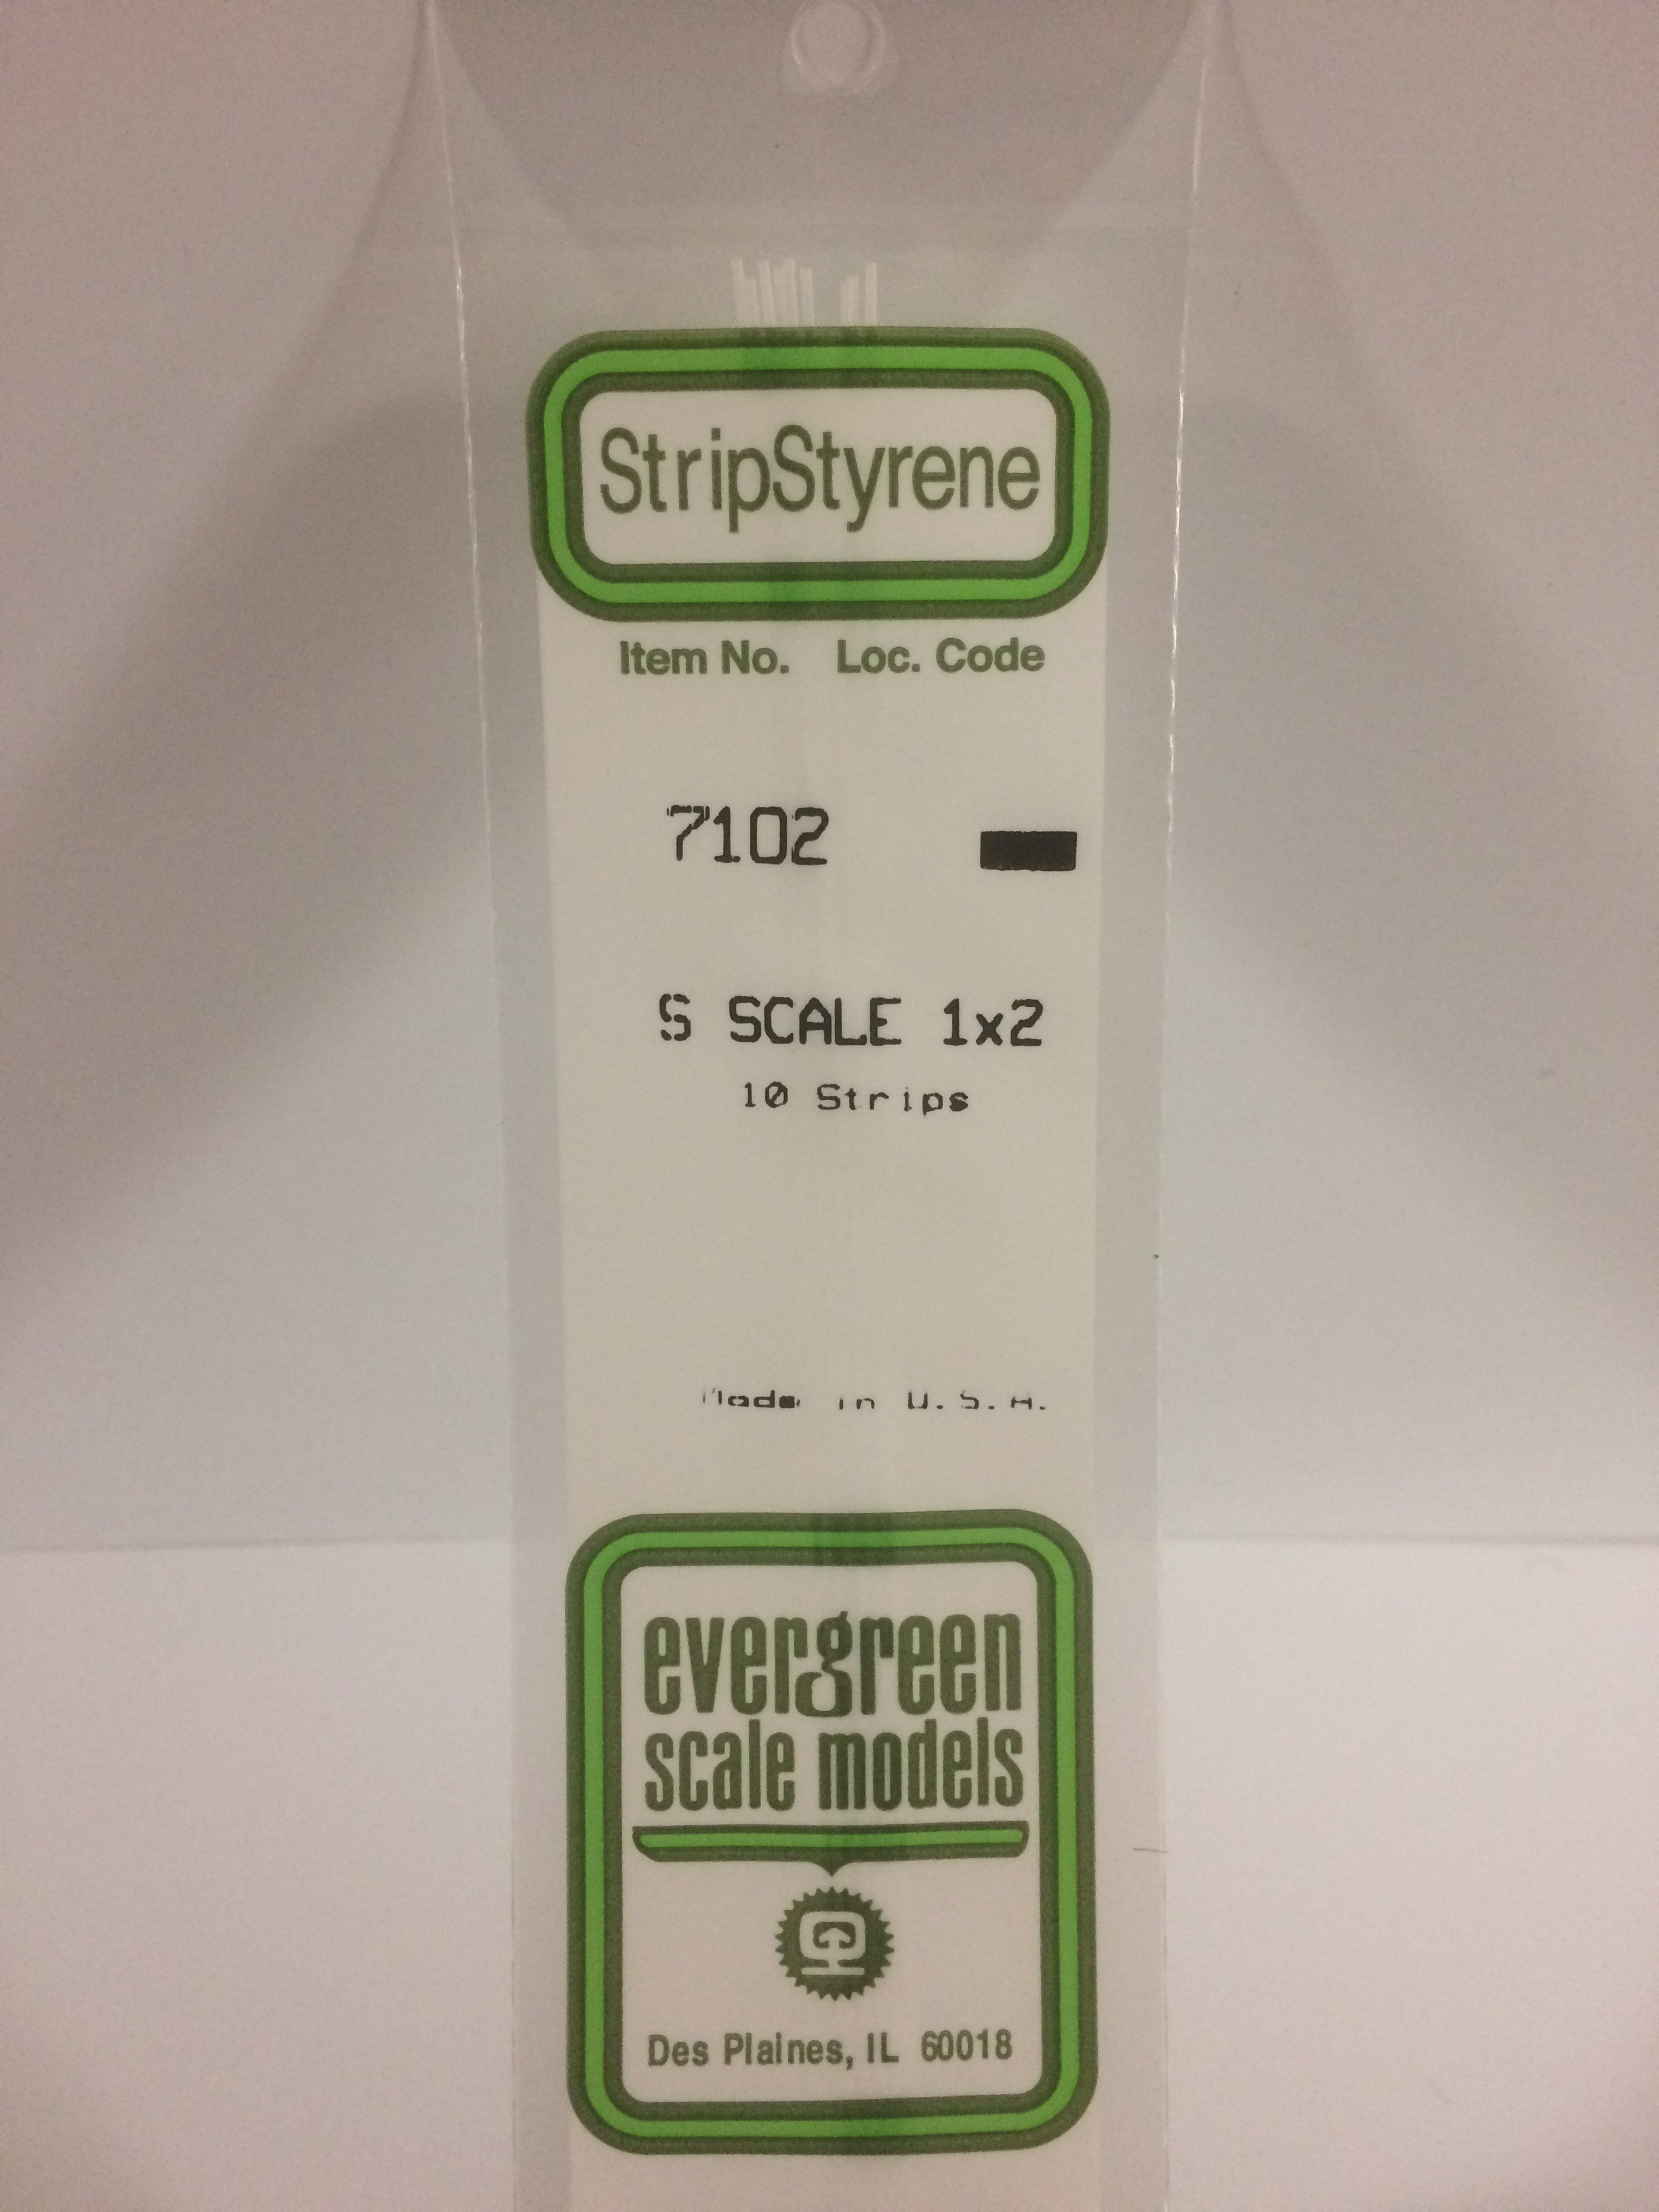 StripStyrene
Item No. Loc. Code
7102
S SCALE 1x2
10 Strips
Made in U.S.A.
evergreen
scale models
Des Plaines, IL 60018